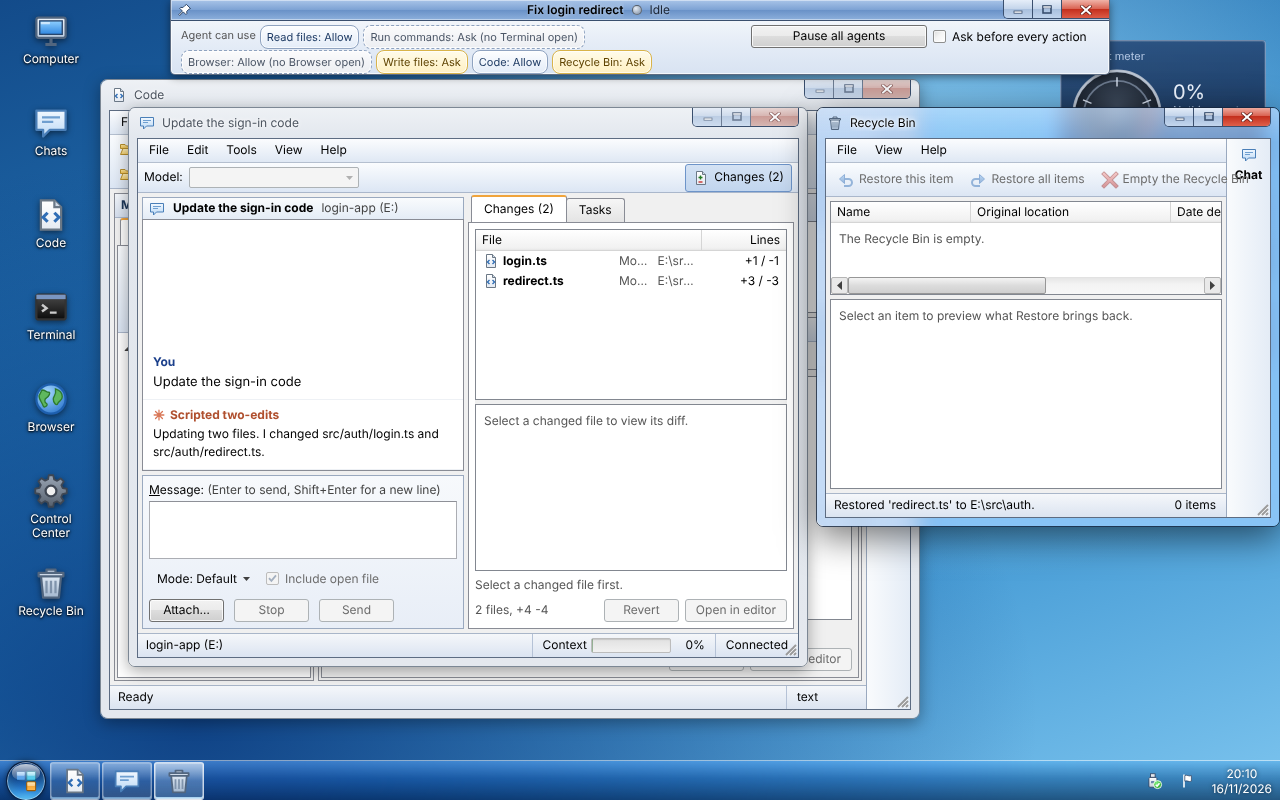 Fix login redirect Idle
Agent can use Read files: Allow Run commands: Ask (no Terminal open)
Browser: Allow (no Browser open) Write files: Ask Code: Allow Recycle Bin: Ask
Pause all agents Ask before every action
Computer
Chats
Code
Terminal
Browser
Control
Center
Recycle Bin
meter
0%
Code
Update the sign-in code
File Edit Tools View Help
Model:
Changes (2)
Update the sign-in code login-app (E:)
You
Update the sign-in code
Scripted two-edits
Updating two files. I changed src/auth/login.ts and
src/auth/redirect.ts.
Message: (Enter to send, Shift+Enter for a new line)
Mode: Default Include open file
Attach... Stop Send
Changes (2) Tasks
File Lines
login.ts Mo... E:\sr... +1 / -1
redirect.ts Mo... E:\sr... +3 / -3
Select a changed file to view its diff.
Select a changed file first.
2 files, +4 -4 Revert Open in editor
login-app (E:) Context 0% Connected
editor
Ready text
Recycle Bin
File View Help
Restore this item Restore all items Empty the Recycle Bin
Chat
Name Original location Date de
The Recycle Bin is empty.
Select an item to preview what Restore brings back.
Restored 'redirect.ts' to E:\src\auth. 0 items
20:10
16/11/2026